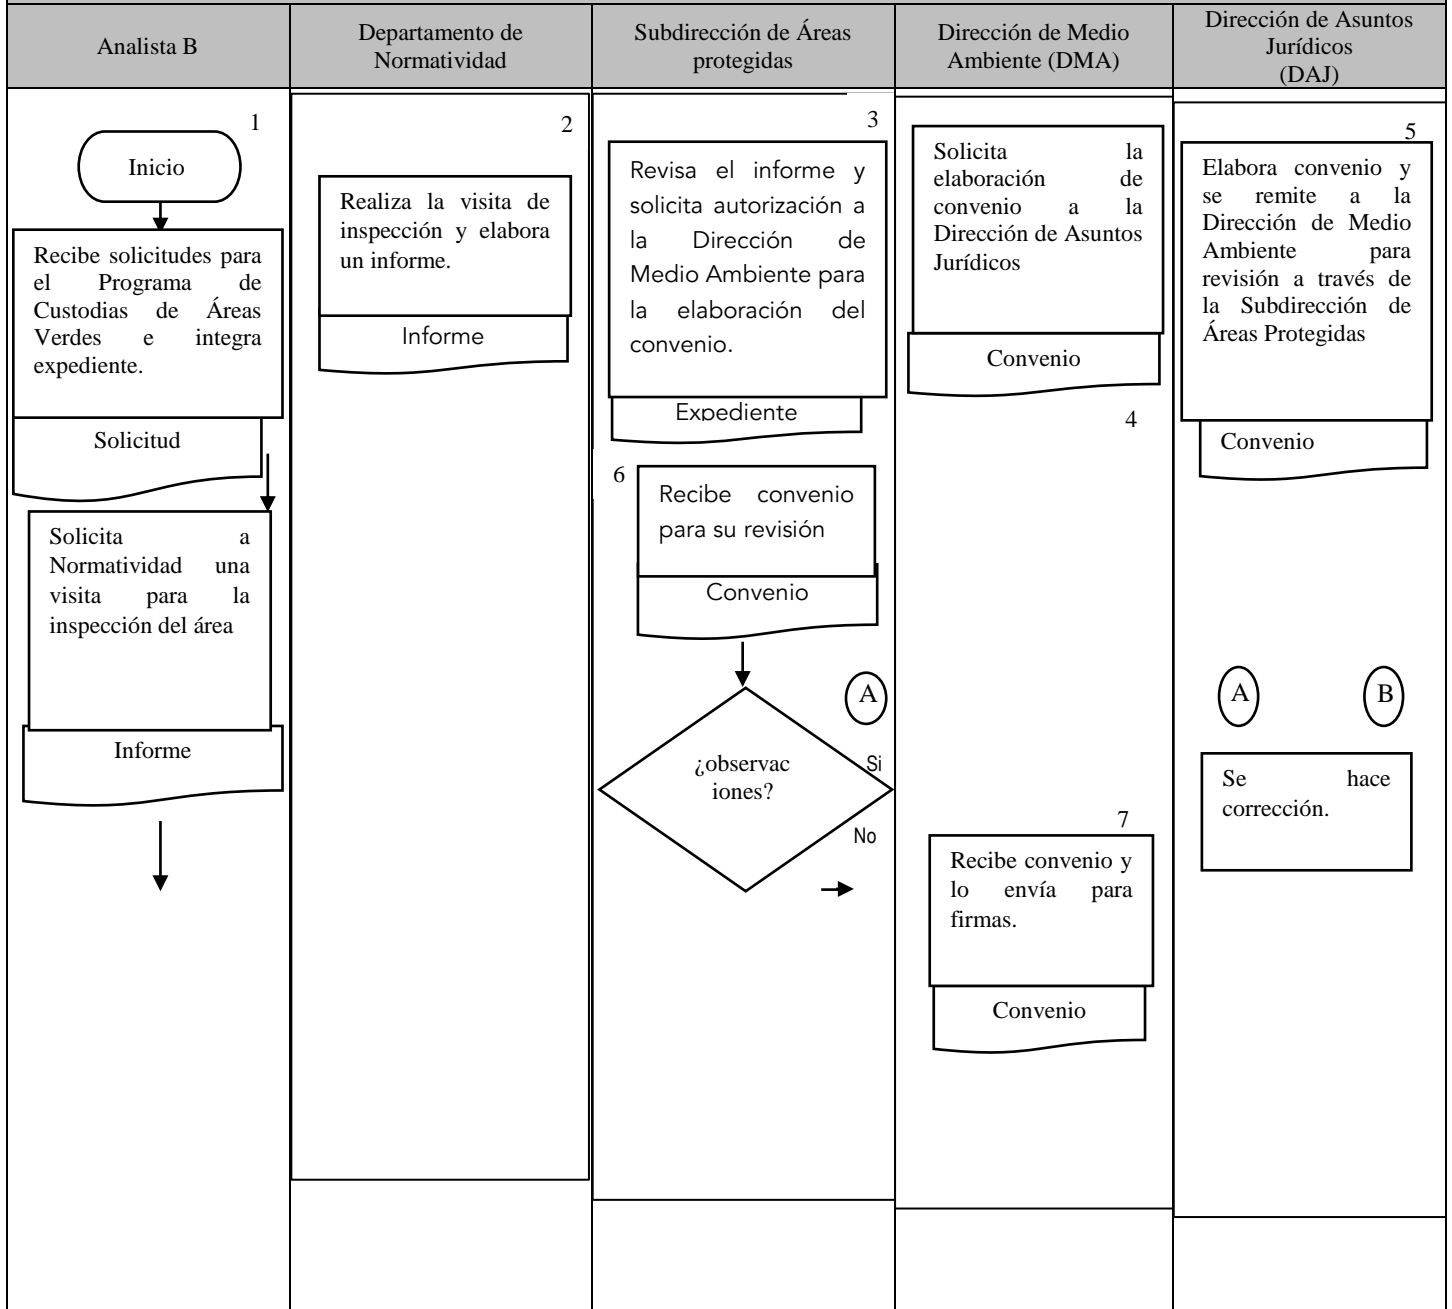 Analista B
Departamento de
Normatividad
Subdirección de Áreas
protegidas
Dirección de Medio
Ambiente (DMA)
Dirección de Asuntos
Jurídicos
(DAJ)
1
Inicio
Recibe solicitudes para
el Programa de
Custodias de Áreas
Verdes e integra
expediente.
Solicitud
Solicita a
Normatividad una
visita para la
inspección del área
Informe
2
Realiza la visita de
inspección y elabora
un informe.
Informe
3
Revisa el informe y
solicita autorización a
la Dirección de
Medio Ambiente para
la elaboración del
convenio.
Expediente
6
Recibe convenio
para su revisión
Convenio
A
¿observac
iones?
Si
No
Solicita la
elaboración de
convenio a la
Dirección de Asuntos
Jurídicos
Convenio
4
7
Recibe convenio y
lo envía para
firmas.
Convenio
5
Elabora convenio y
se remite a la
Dirección de Medio
Ambiente para
revisión a través de
la Subdirección de
Áreas Protegidas
Convenio
A
B
Se hace
corrección.